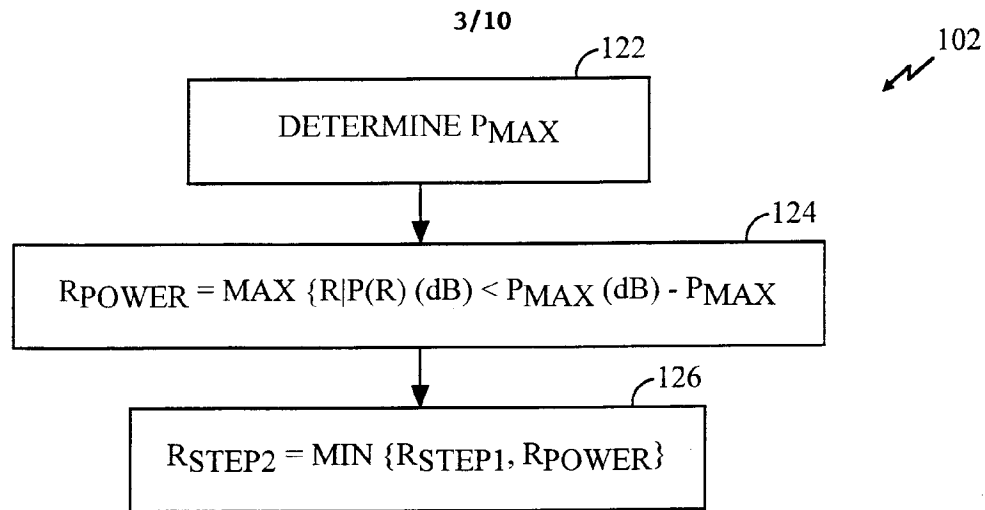 3/10
102
122
DETERMINE PMAX
124
RPOWER = MAX {R|P(R) (dB) < PMAX (dB) - PMAX
126
RSTEP2 = MIN {RSTEP1, RPOWER}